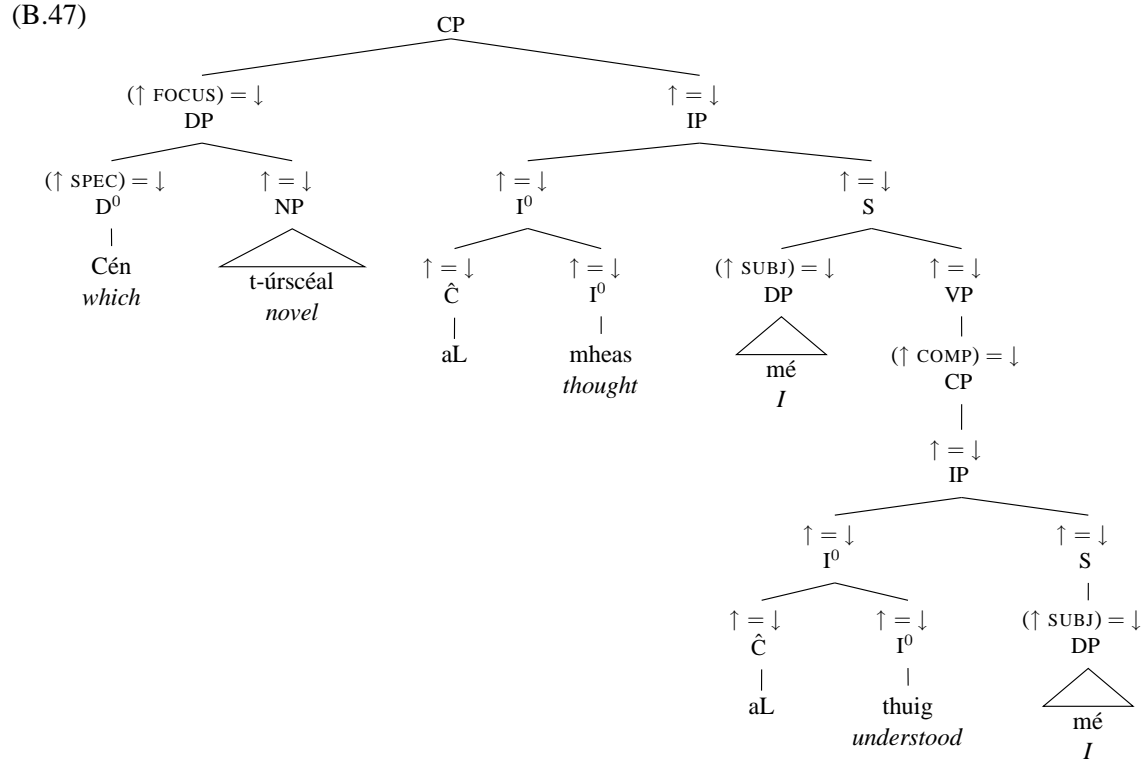 (B.47)
CP
(↑ FOCUS) = ↓ ↑ = ↓
DP IP
(↑ SPEC) = ↓ ↑ = ↓ ↑ = ↓ ↑ = ↓
D⁰ NP I⁰ S
Cén t-úrscéal ↑ = ↓ ↑ = ↓ (↑ SUBJ) = ↓ ↑ = ↓
which novel Ĉ I⁰ DP VP
aL mheas mé (↑ COMP) = ↓
thought I CP
↑ = ↓
IP
↑ = ↓ ↑ = ↓
I⁰ S
↑ = ↓ ↑ = ↓ (↑ SUBJ) = ↓
Ĉ I⁰ DP
aL thuig mé
understood I